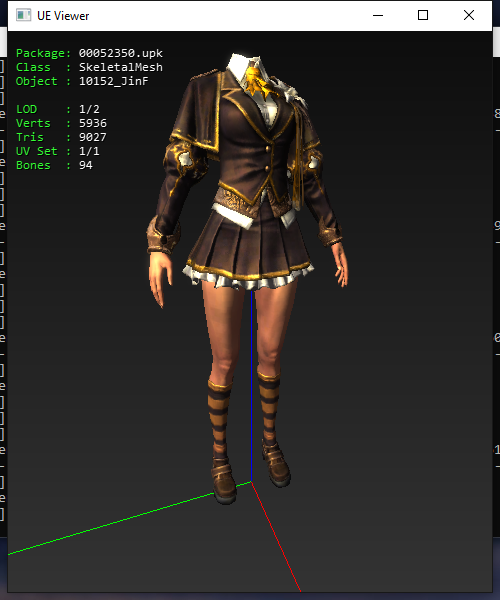 UE Viewer
Package: 00052350.upk
Class  : SkeletalMesh
Object : 10152_JinF
LOD    : 1/2
Verts  : 5936
Tris   : 9027
UV Set : 1/1
Bones  : 94